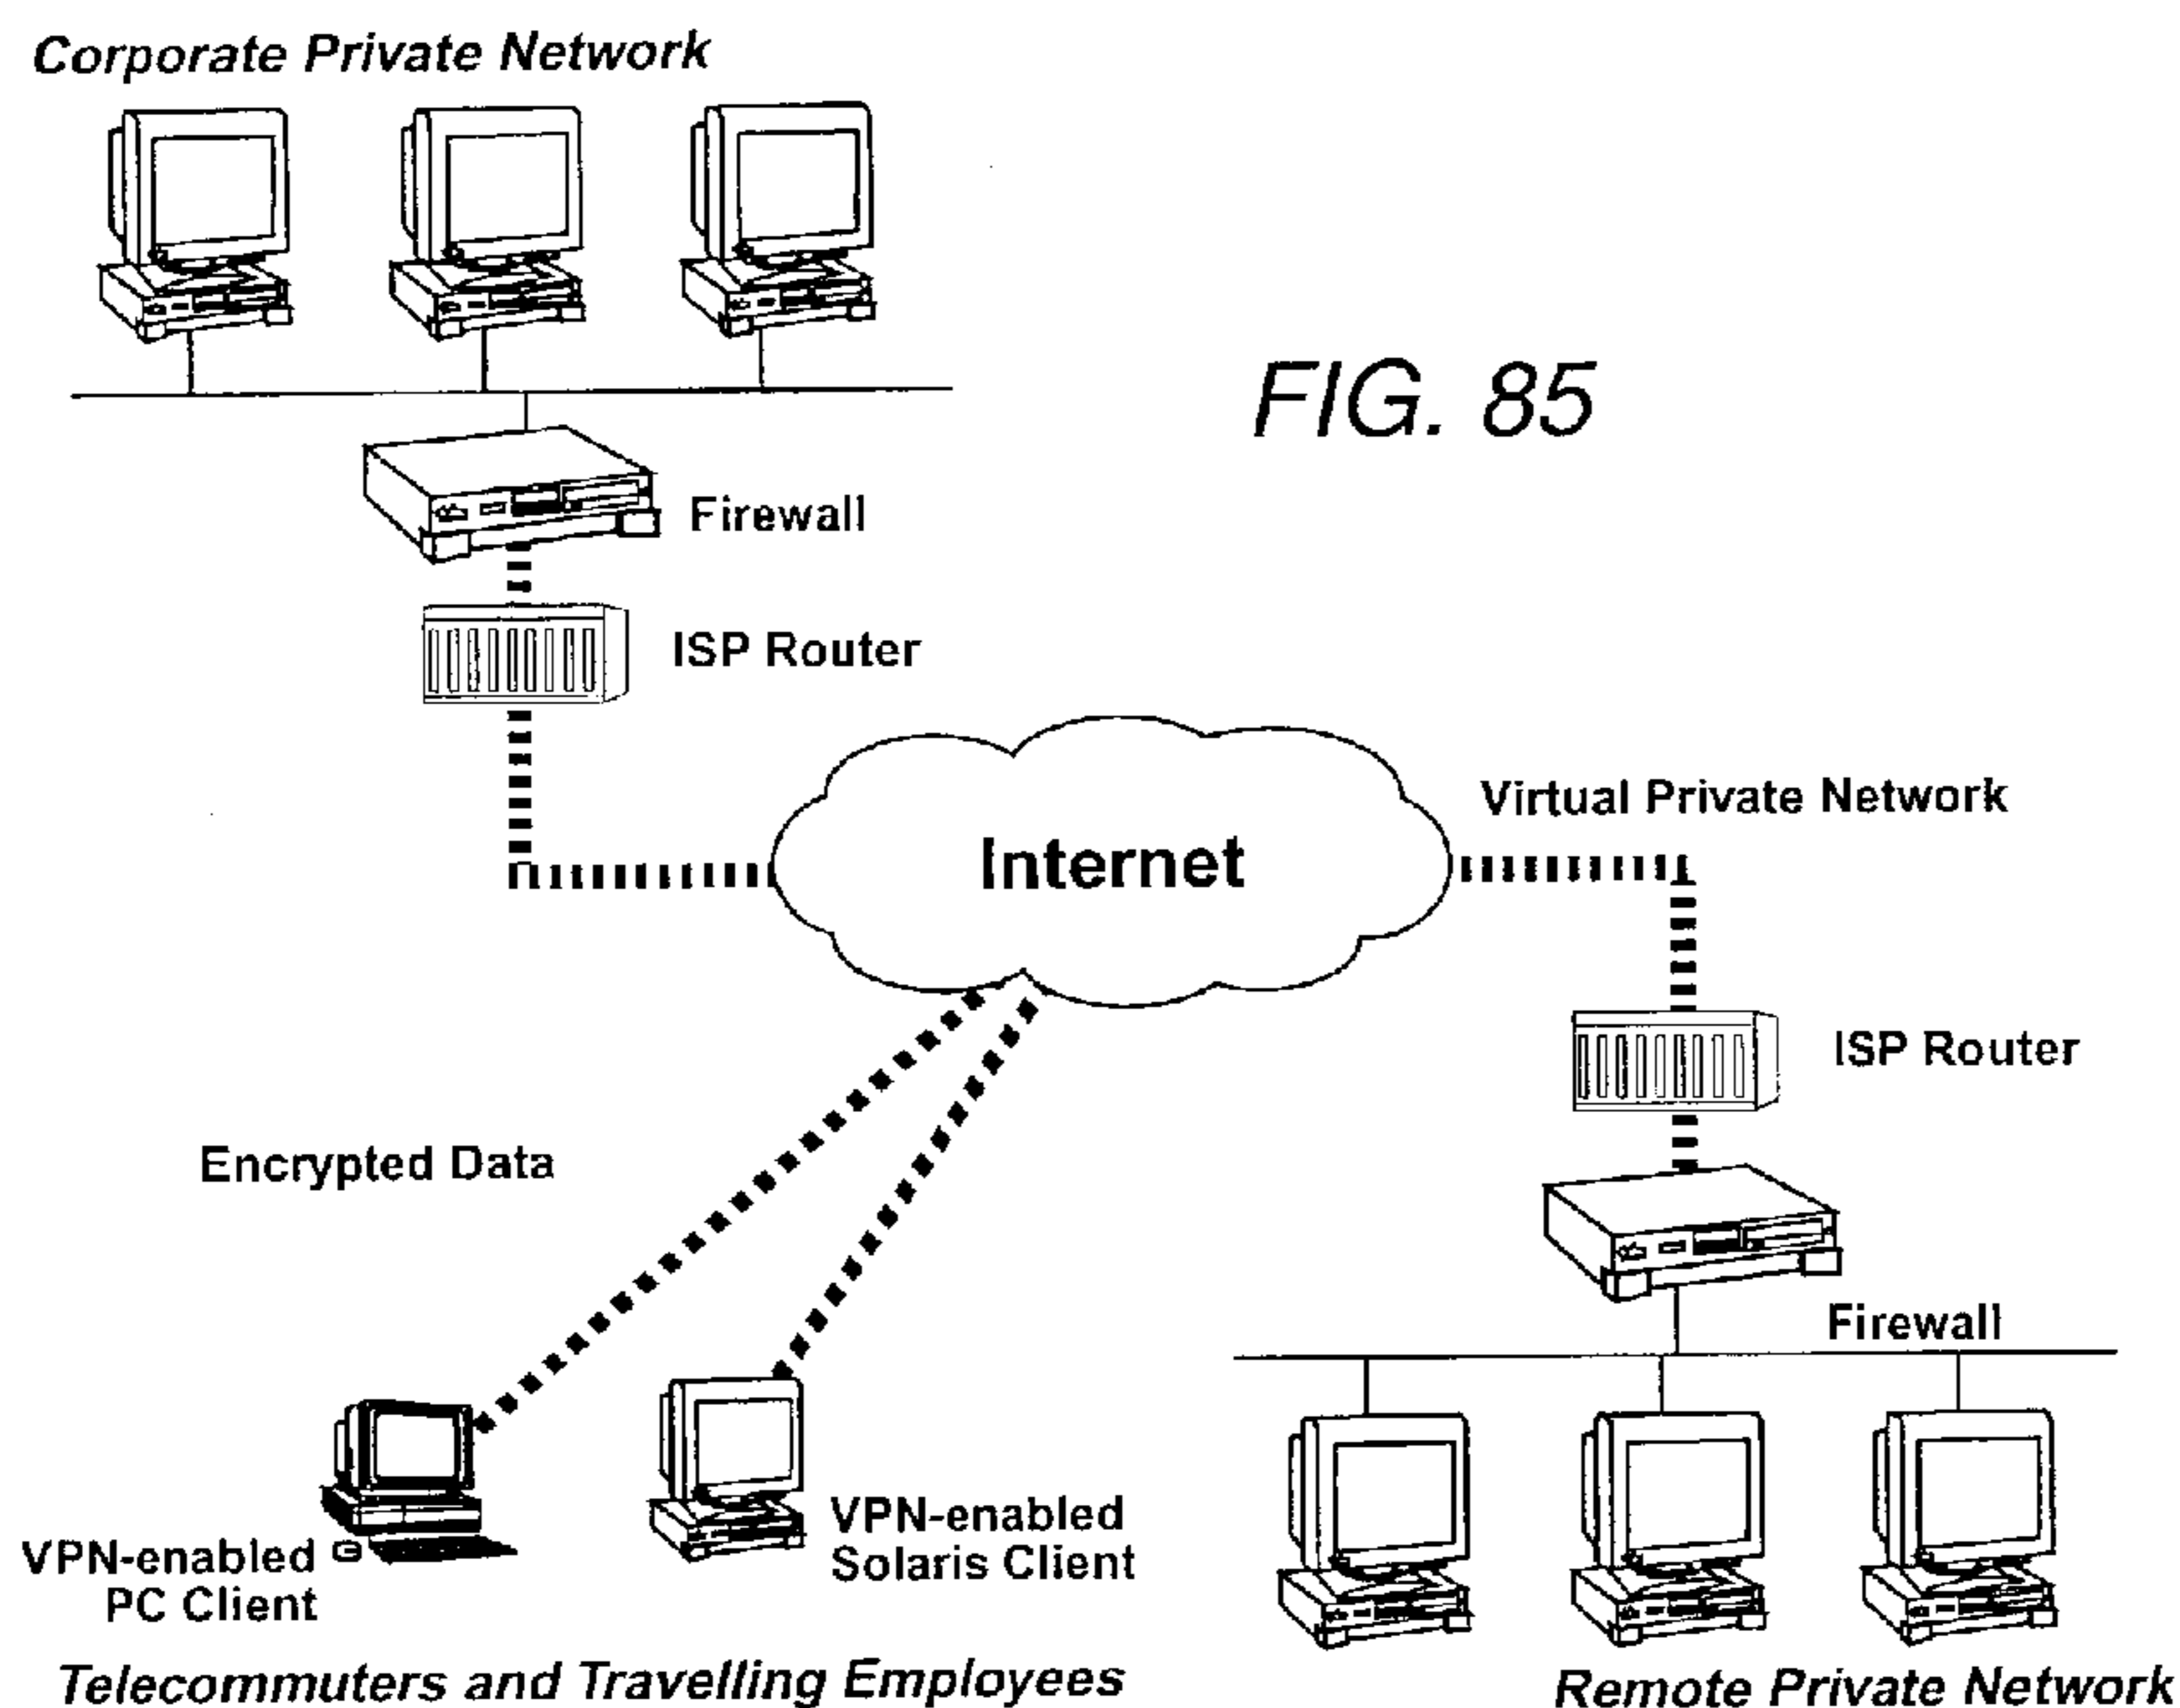 Corporate Private Network
FIG. 85
Firewall
ISP Router
Virtual Private Network
Internet
ISP Router
Encrypted Data
Firewall
VPN-enabled
PC Client
VPN-enabled
Solaris Client
Telecommuters and Travelling Employees
Remote Private Network